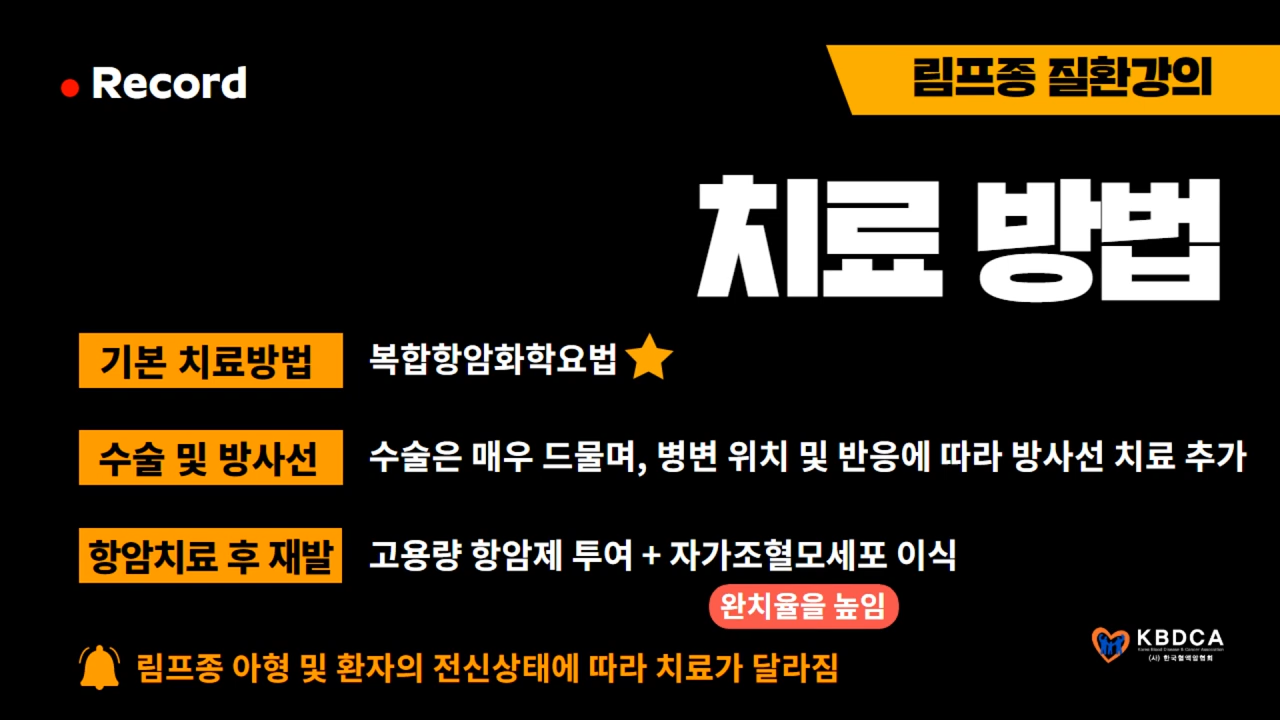 Record
림프종 질환강의
치료 방법
기본 치료방법
복합항암화학요법
수술 및 방사선
수술은 매우 드물며, 병변 위치 및 반응에 따라 방사선 치료 추가
항암치료 후 재발
고용량 항암제 투여 + 자가조혈모세포 이식
완치율을 높임
림프종 아형 및 환자의 전신상태에 따라 치료가 달라짐
KBDCA
Korea Blood Disease & Cancer Association
(사) 한국혈액암협회